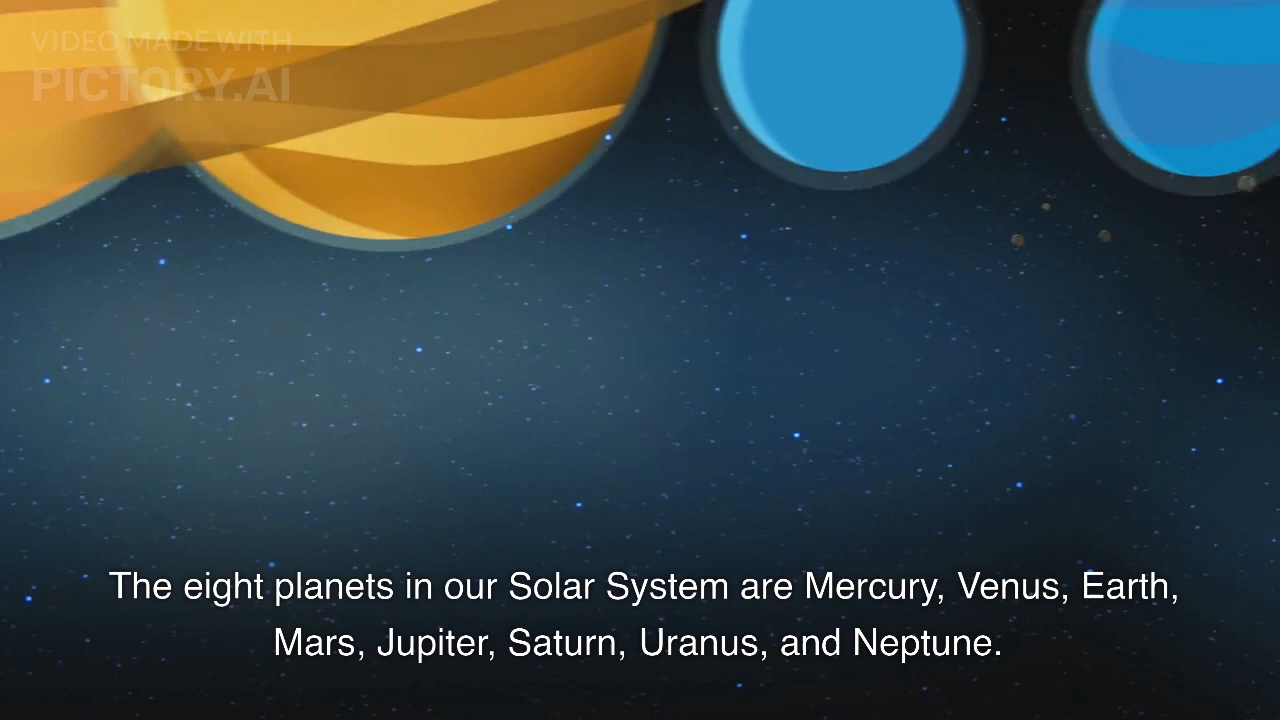 VIDEO MADE WITH
PICTORY.AI
The eight planets in our Solar System are Mercury, Venus, Earth,
Mars, Jupiter, Saturn, Uranus, and Neptune.